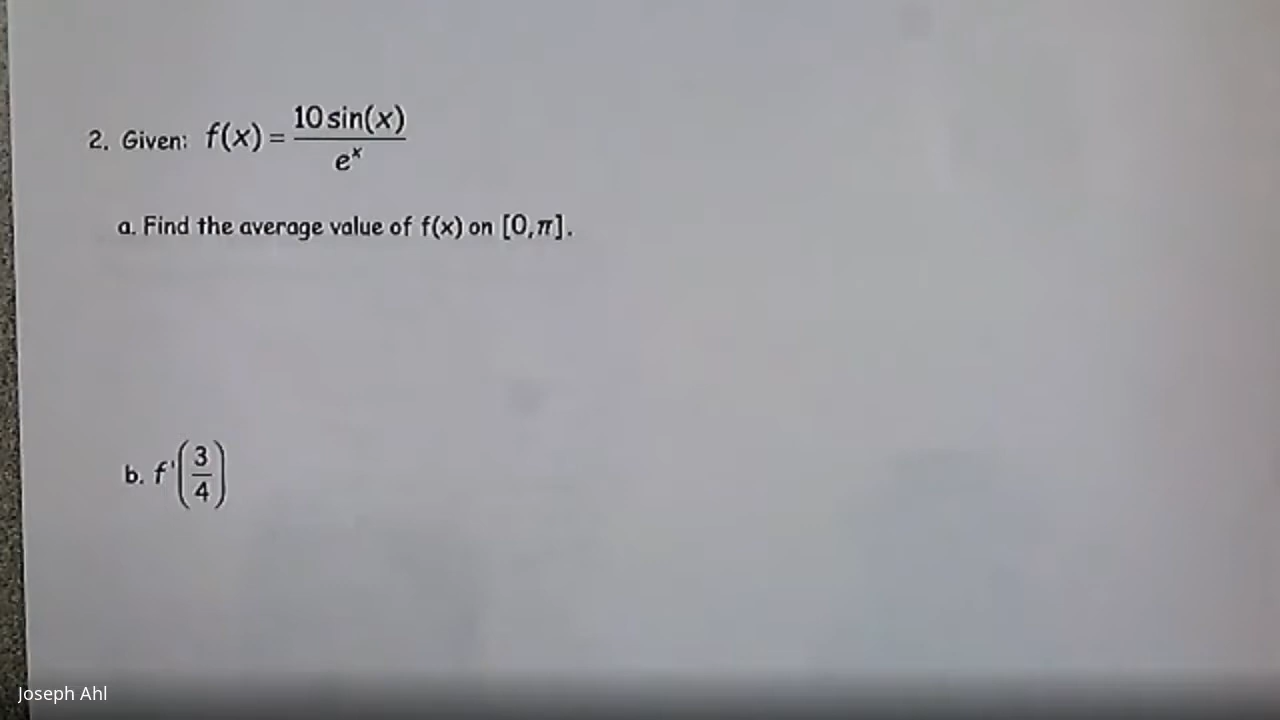 2. Given: f(x) = 10 sin(x) / e^x
a. Find the average value of f(x) on [0, π].
b. f'(3/4)
Joseph Ahl